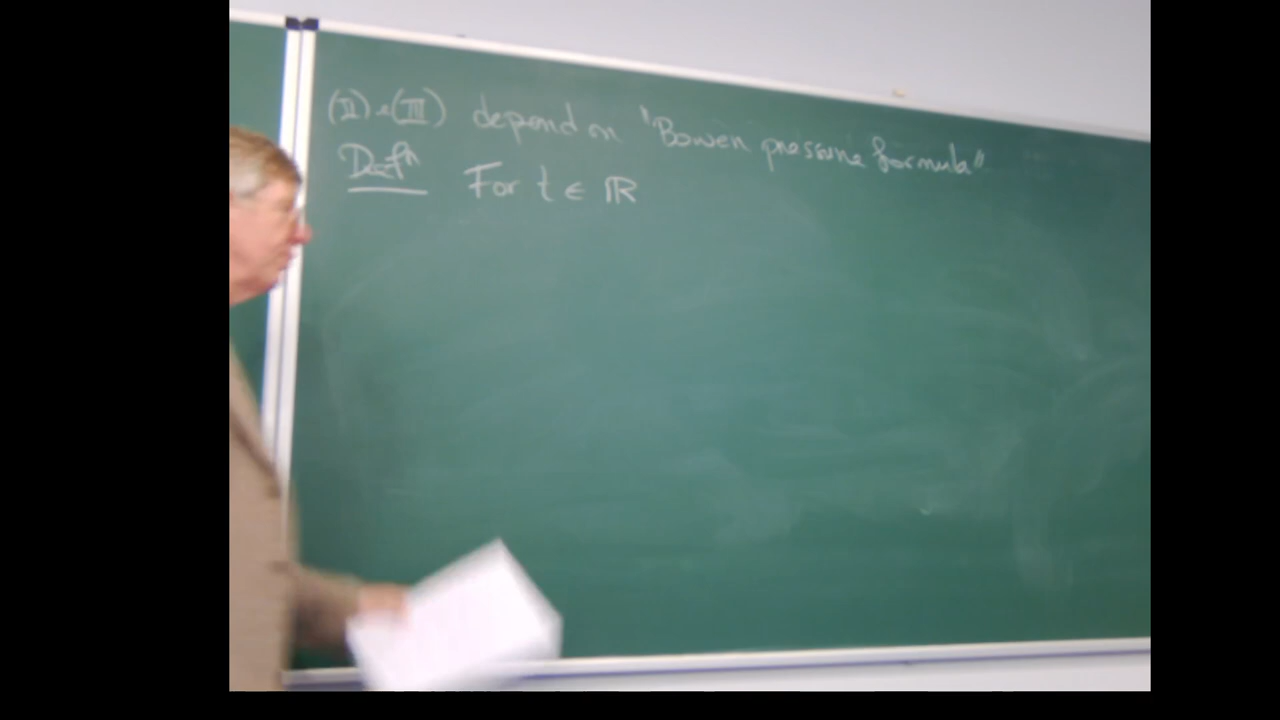 (II) & (III) depend on "Bowen pressure formula"
Defn For t ∈ ℝ